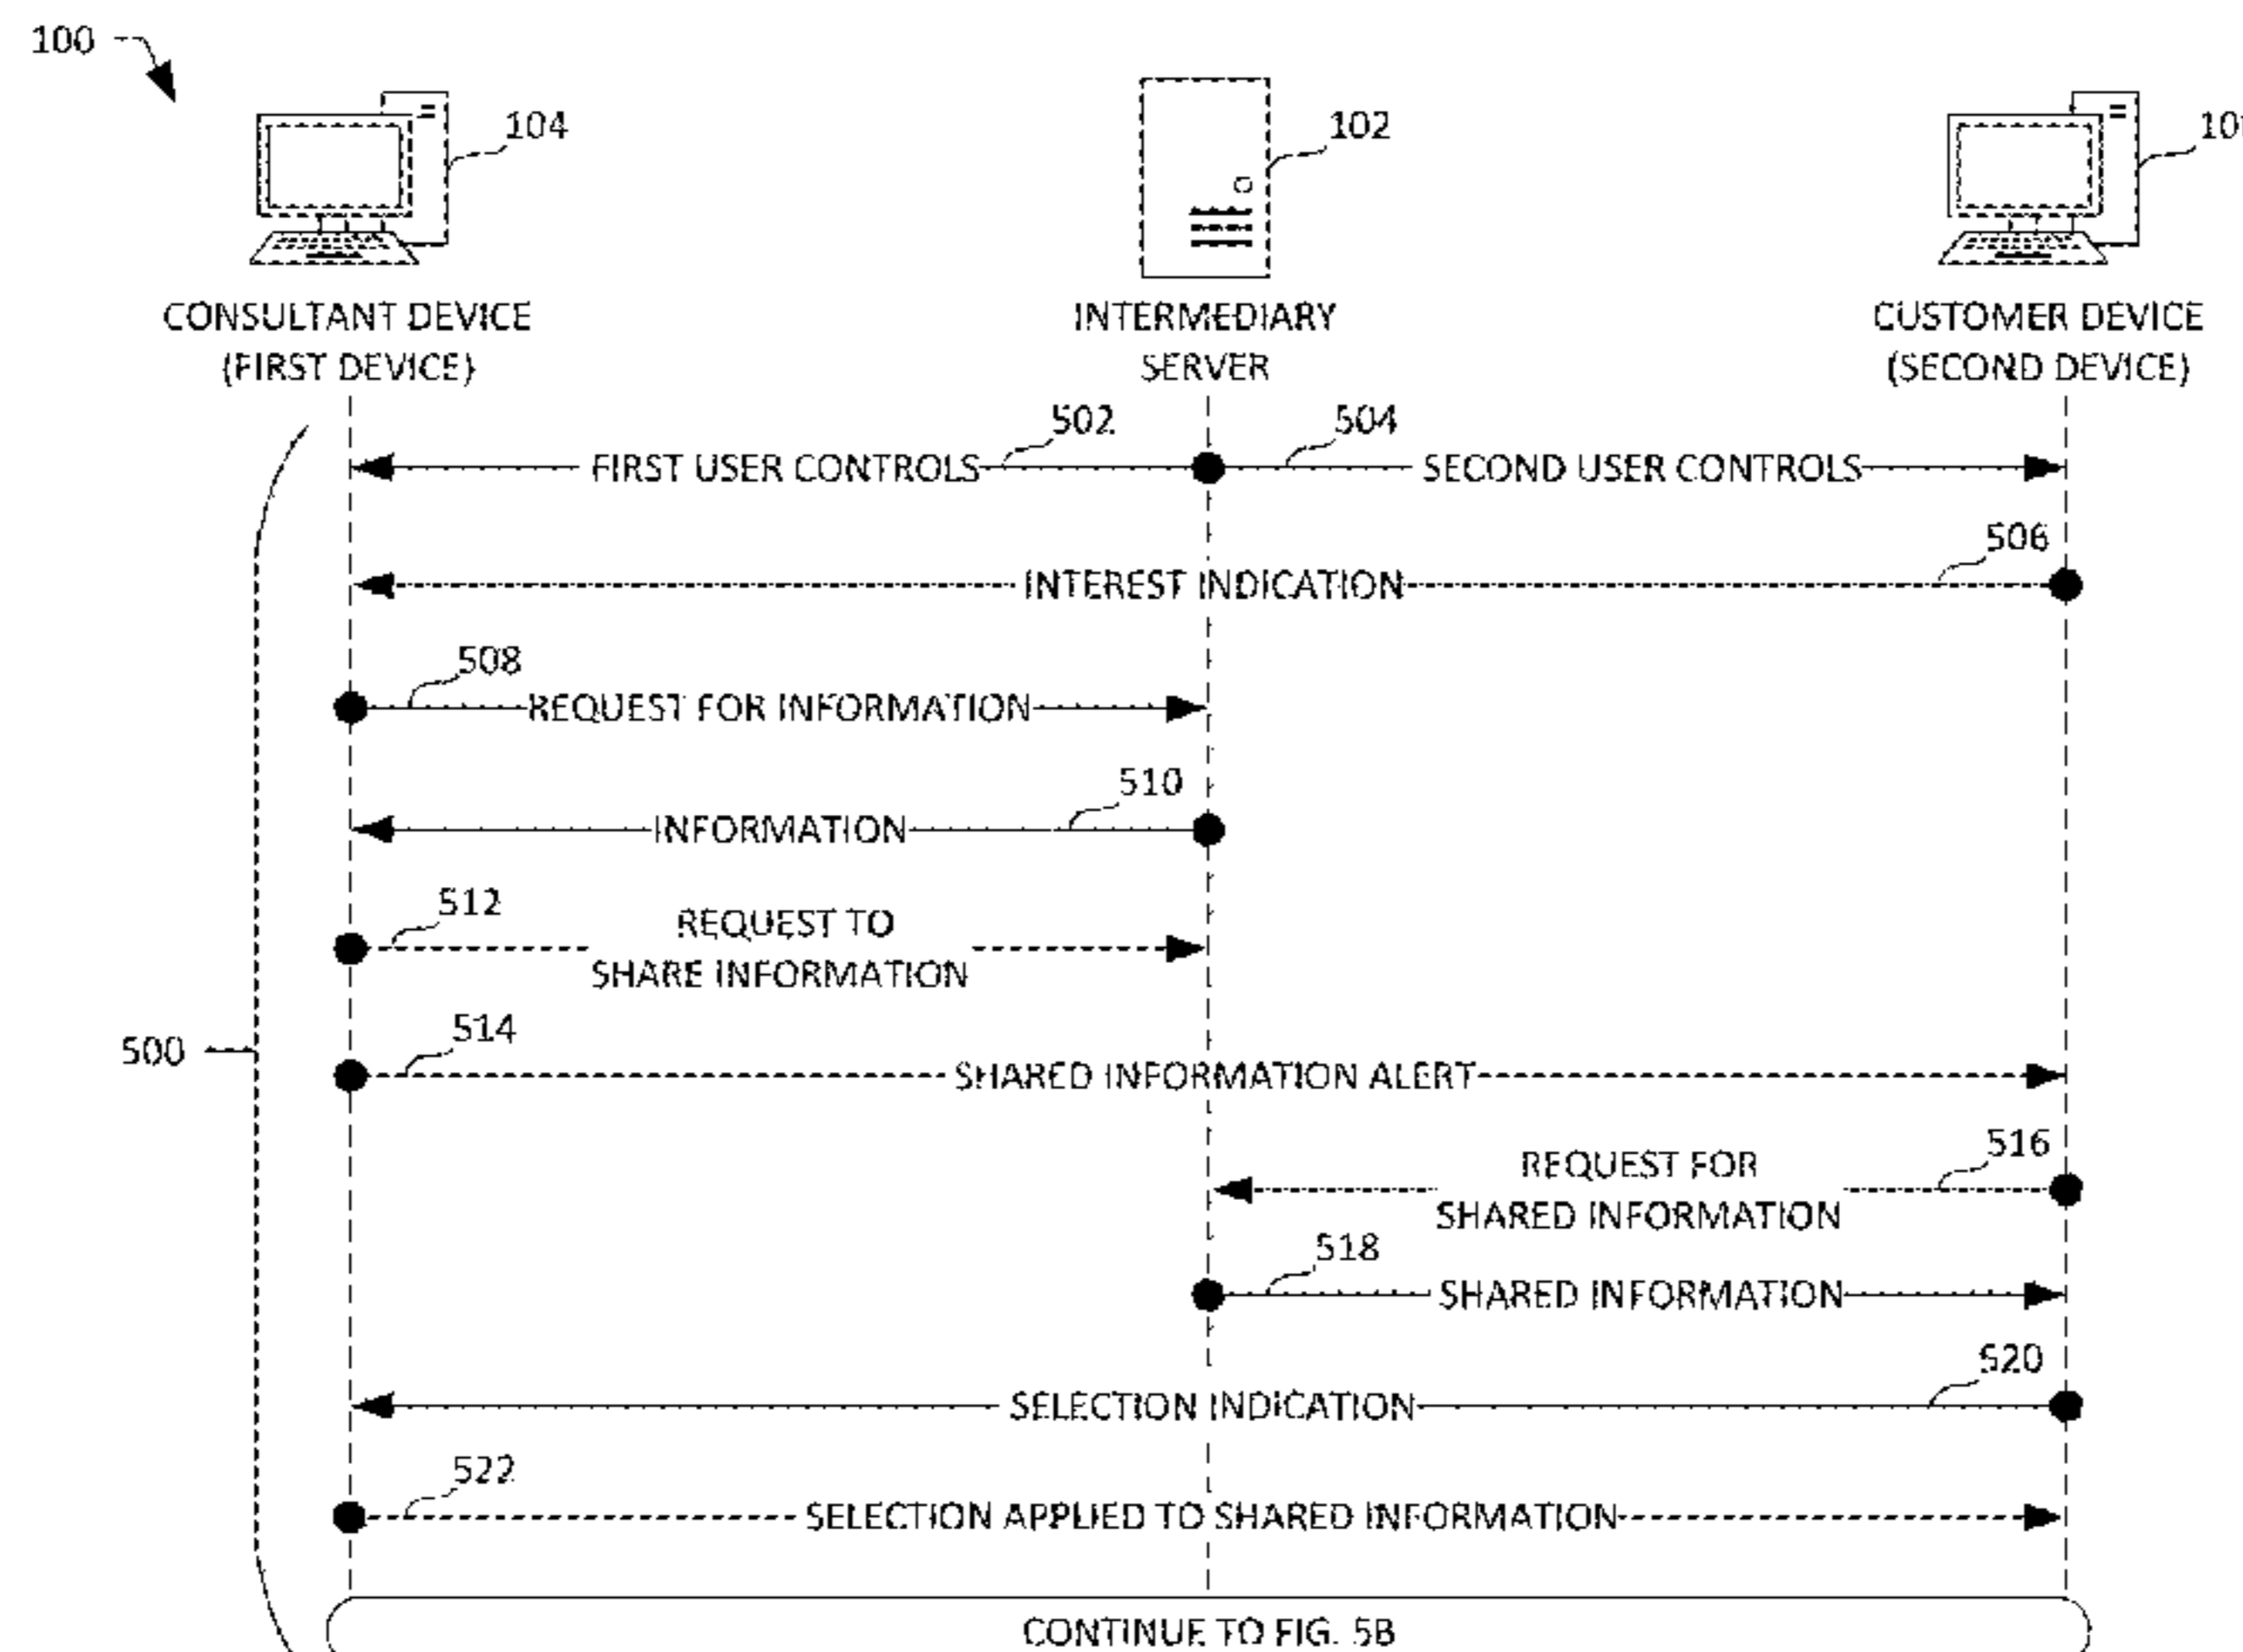 100
104
102
CONSULTANT DEVICE
(FIRST DEVICE)
INTERMEDIARY
SERVER
CUSTOMER DEVICE
(SECOND DEVICE)
502
504
FIRST USER CONTROLS
SECOND USER CONTROLS
506
INTEREST INDICATION
508
REQUEST FOR INFORMATION
510
INFORMATION
512
REQUEST TO
SHARE INFORMATION
500
514
SHARED INFORMATION ALERT
516
REQUEST FOR
SHARED INFORMATION
518
SHARED INFORMATION
520
SELECTION INDICATION
522
SELECTION APPLIED TO SHARED INFORMATION
CONTINUE TO FIG. 5B